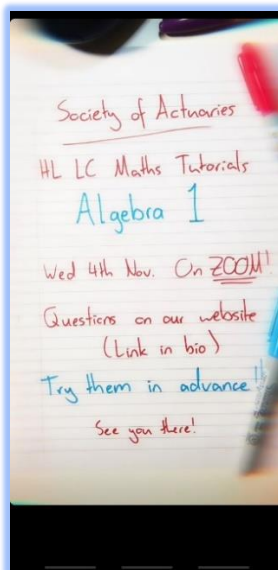 Society of Actuaries
HL LC Maths Tutorials
Algebra 1
Wed 4th Nov. On ZOOM!
Questions on our website
(Link in bio)
Try them in advance!!
See you there!